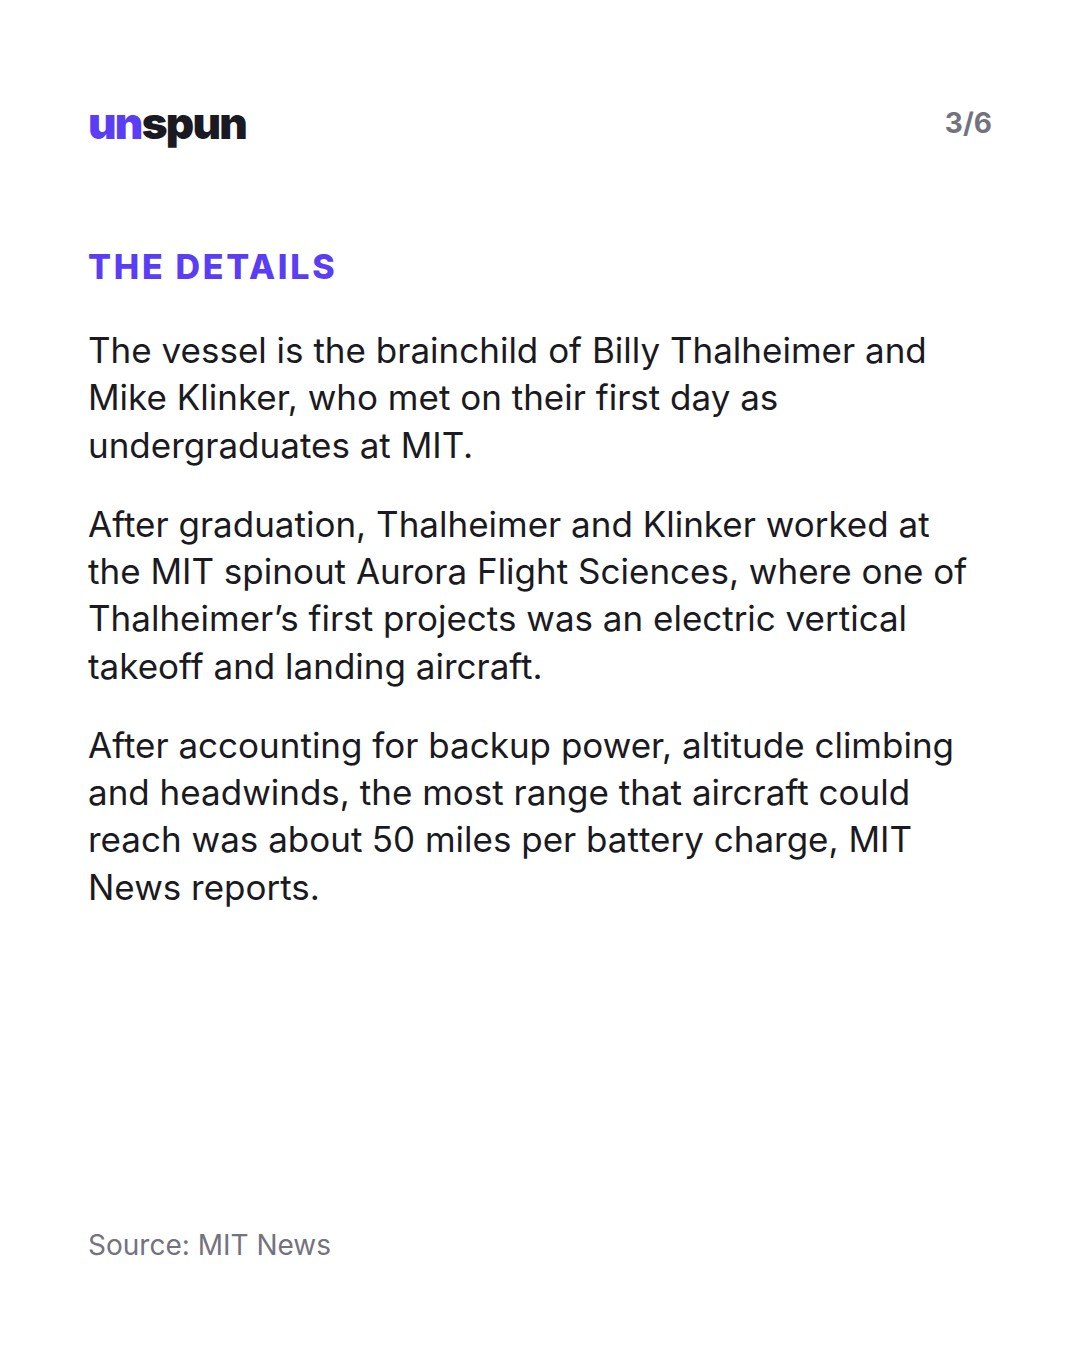 unspun
3/6
THE DETAILS
The vessel is the brainchild of Billy Thalheimer and
Mike Klinker, who met on their first day as
undergraduates at MIT.
After graduation, Thalheimer and Klinker worked at
the MIT spinout Aurora Flight Sciences, where one of
Thalheimer’s first projects was an electric vertical
takeoff and landing aircraft.
After accounting for backup power, altitude climbing
and headwinds, the most range that aircraft could
reach was about 50 miles per battery charge, MIT
News reports.
Source: MIT News